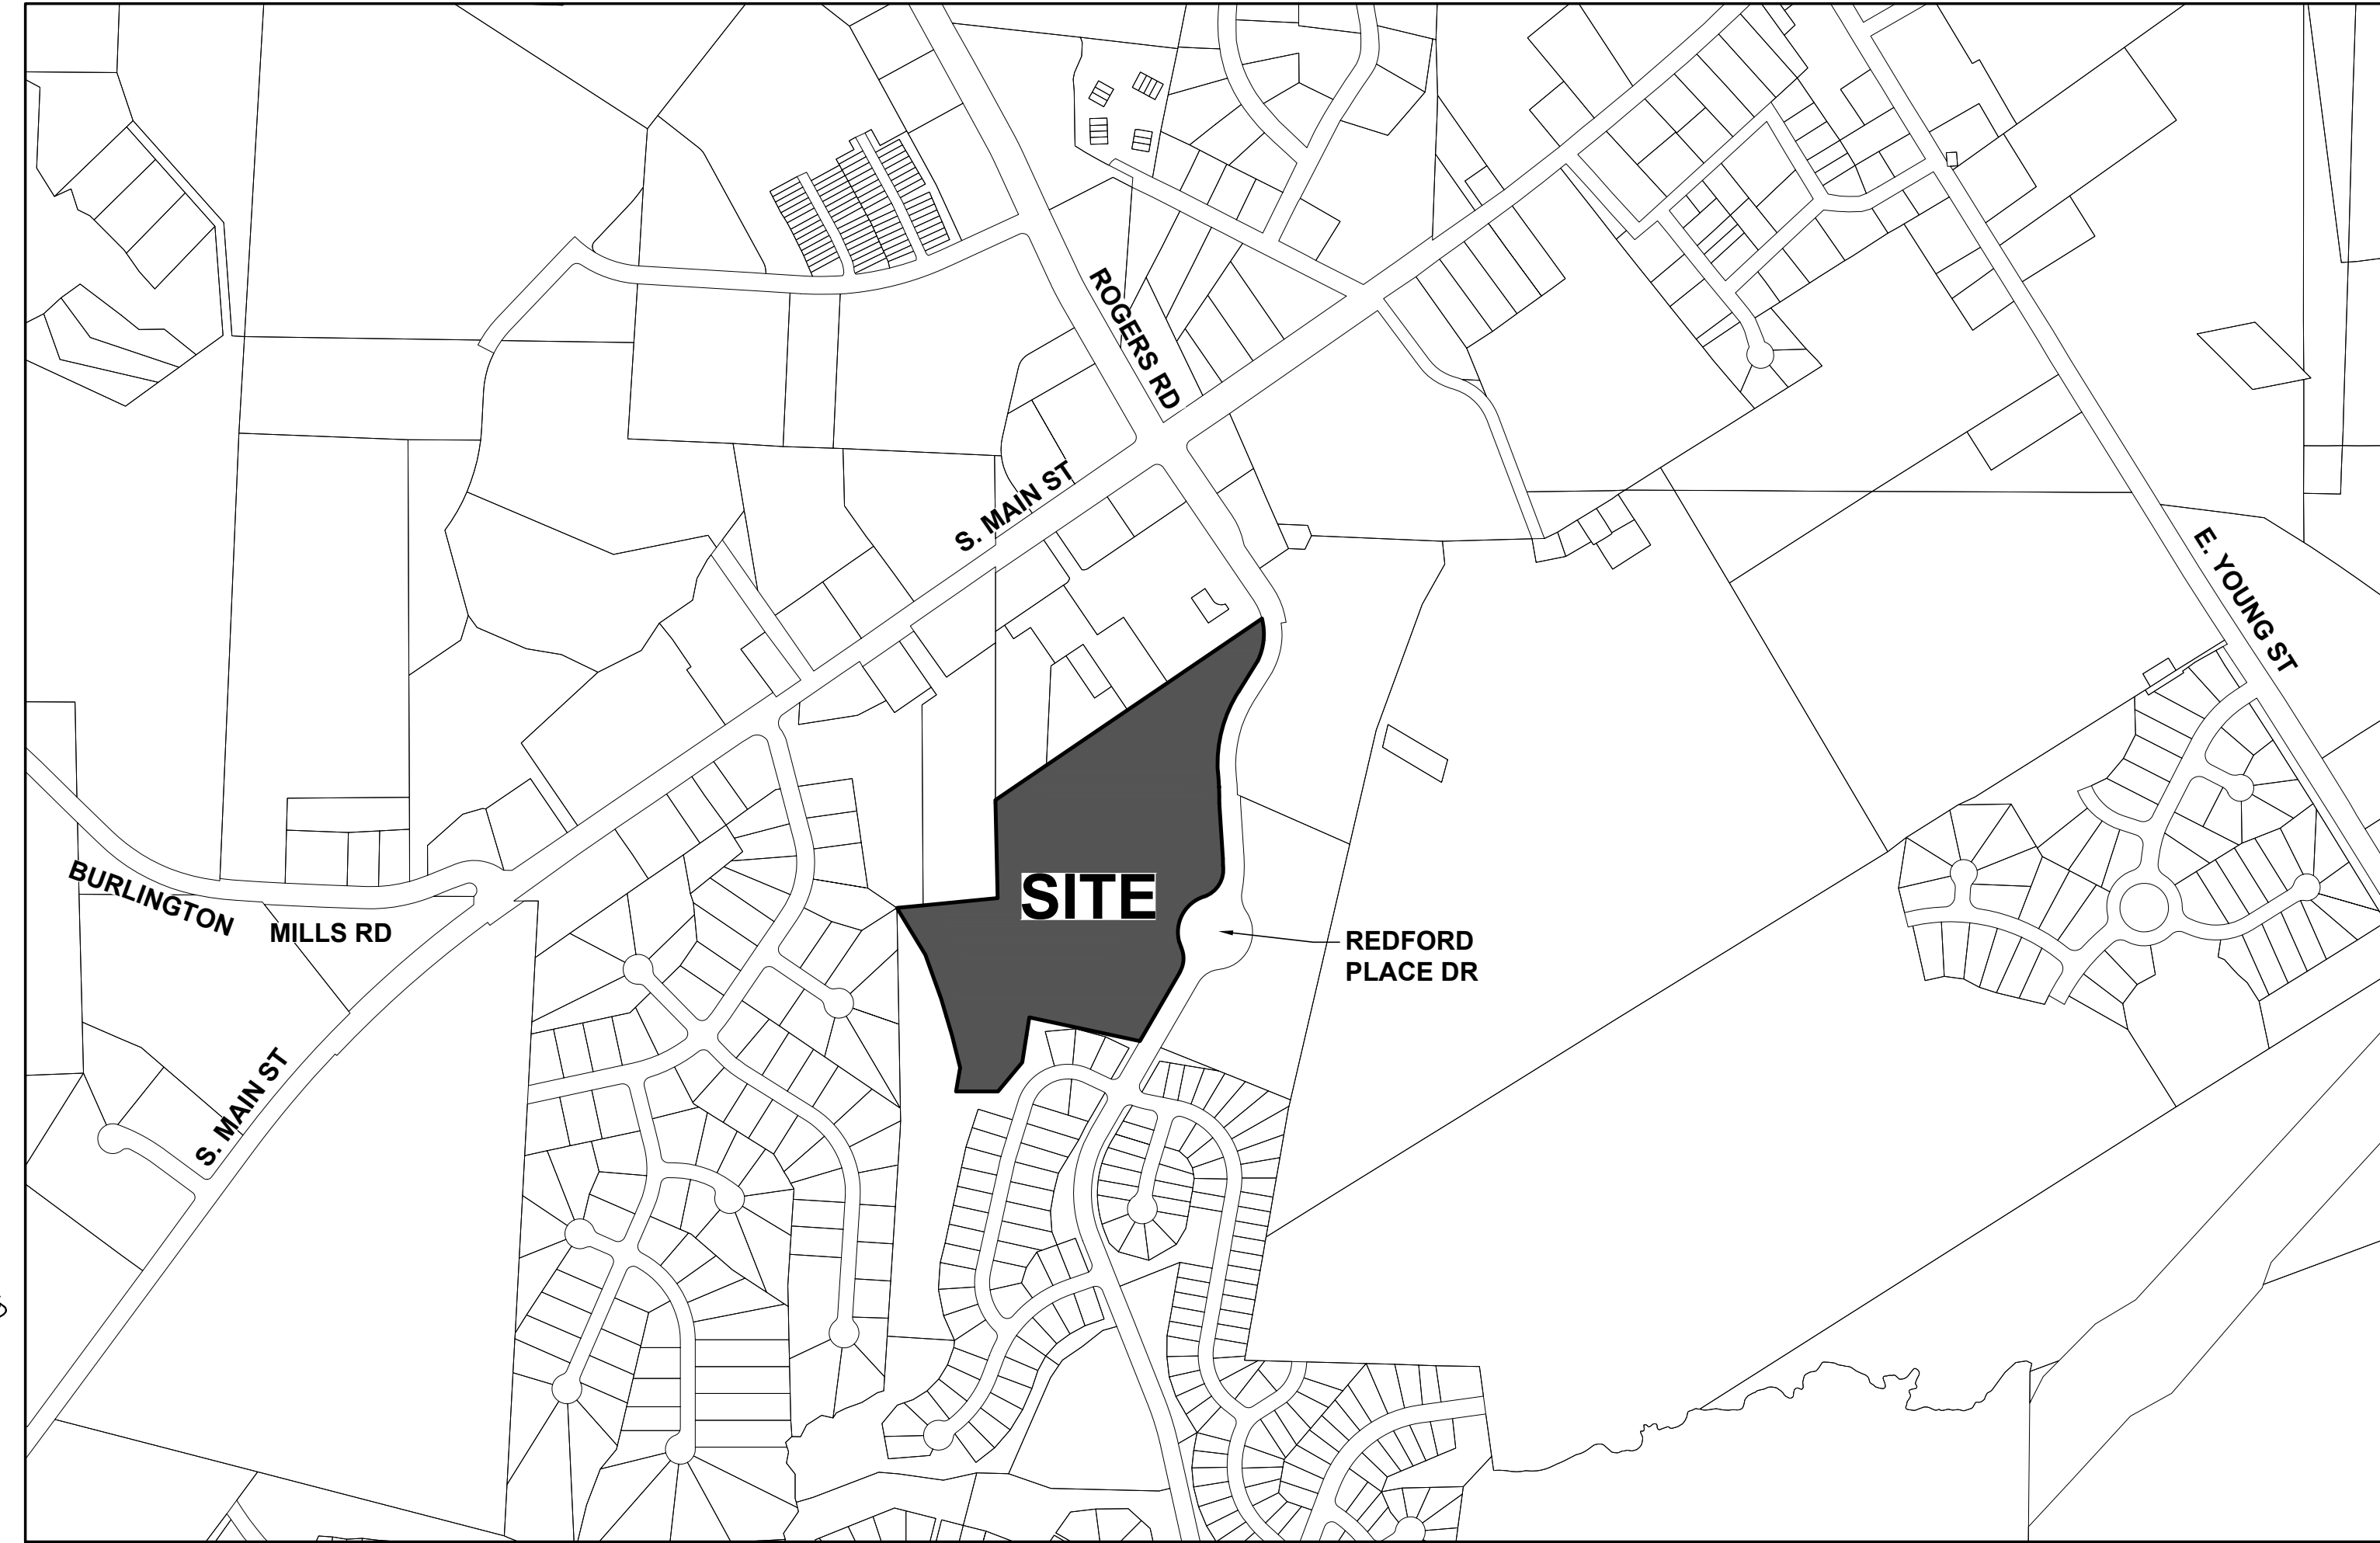 ROGERS RD
S. MAIN ST
E. YOUNG ST
BURLINGTON
MILLS RD
SITE
REDFORD
PLACE DR
S. MAIN ST